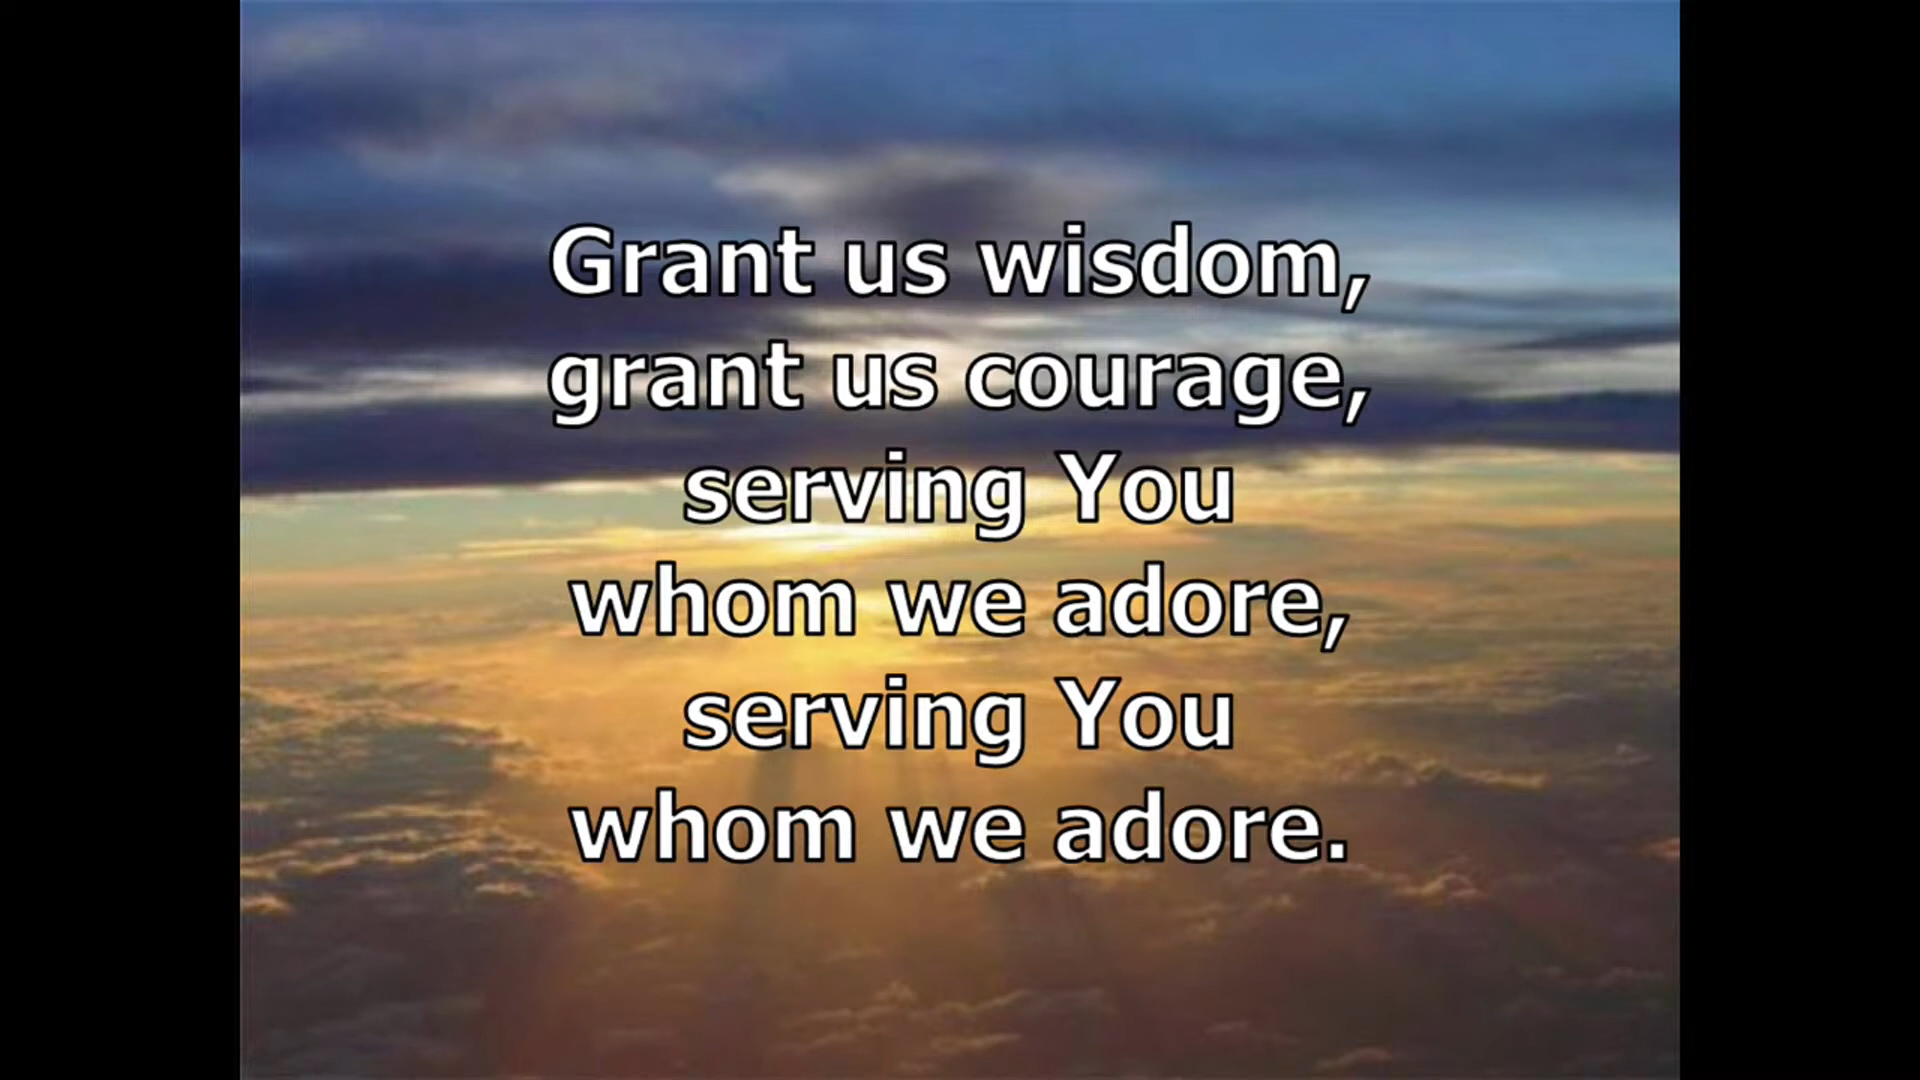 Grant us wisdom,
grant us courage,
serving You
whom we adore,
serving You
whom we adore.